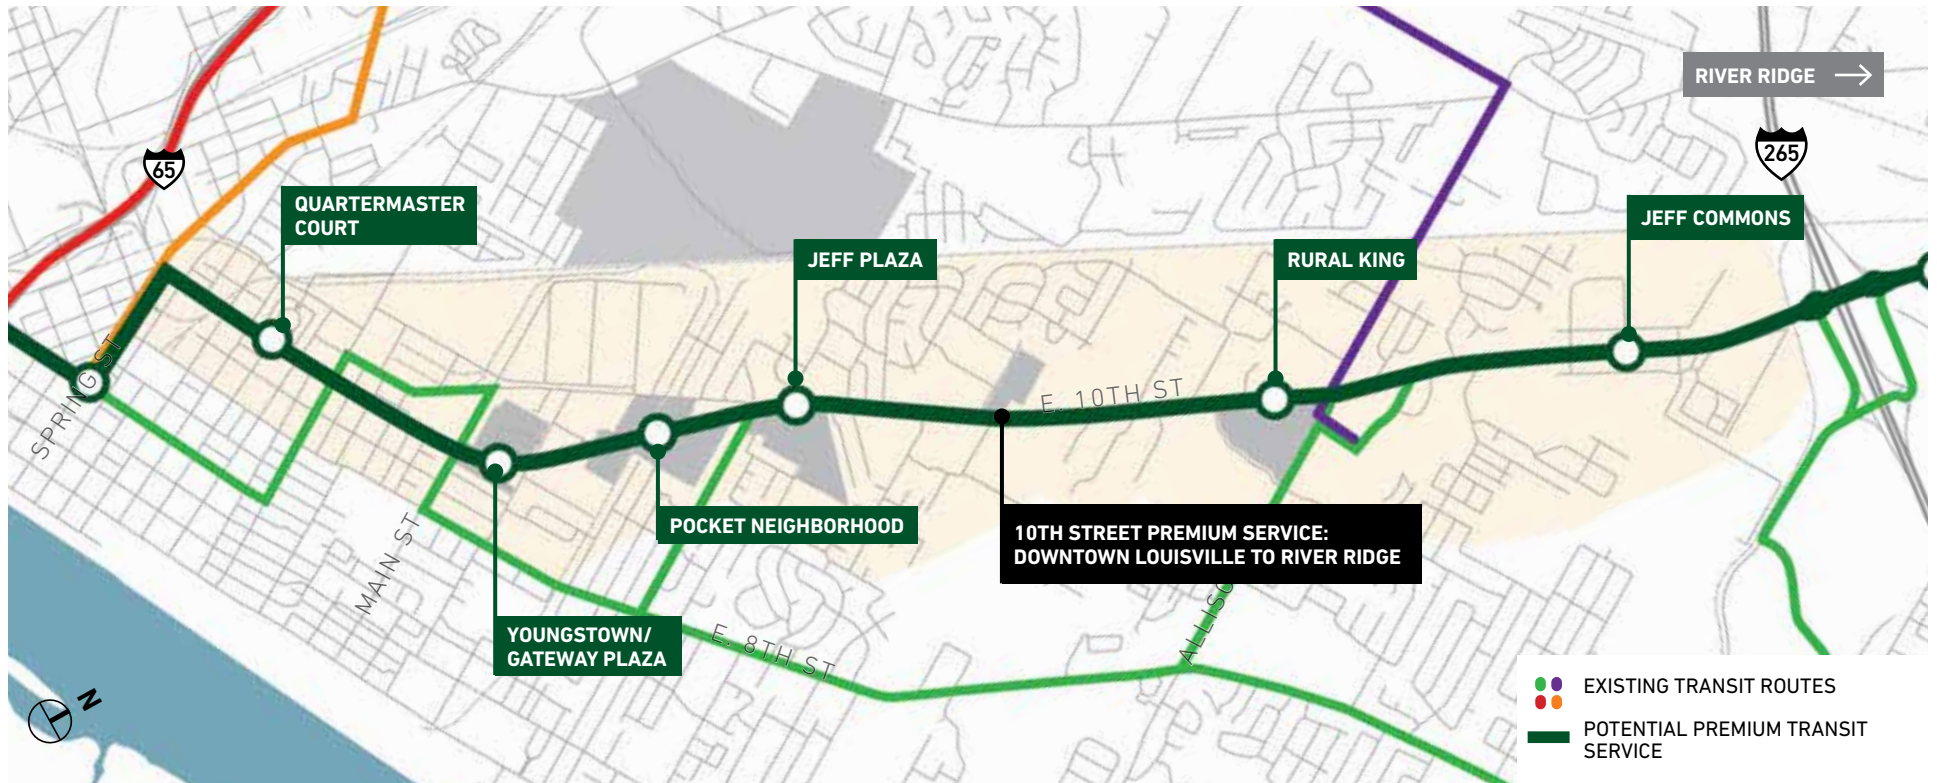 RIVER RIDGE
65
265
QUARTERMASTER
COURT
JEFF COMMONS
JEFF PLAZA
RURAL KING
SPRING ST
E. 10TH ST
MAIN ST
POCKET NEIGHBORHOOD
10TH STREET PREMIUM SERVICE:
DOWNTOWN LOUISVILLE TO RIVER RIDGE
YOUNGSTOWN/
GATEWAY PLAZA
E. 8TH ST
N
EXISTING TRANSIT ROUTES
POTENTIAL PREMIUM TRANSIT
SERVICE